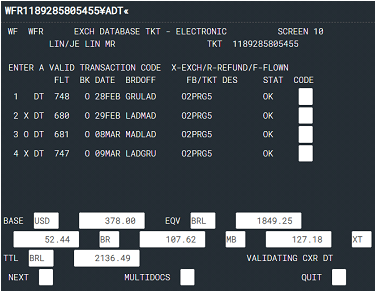 WFR1189285805455¥ADT«
WF WFR EXCH DATABASE TKT - ELECTRONIC SCREEN 10
LIN/JE LIN MR TKT 1189285805455
ENTER A VALID TRANSACTION CODE X-EXCH/R-REFUND/F-FLOWN
FLT BK DATE BRDOFF FB/TKT DES STAT CODE
1 DT 748 O 28FEB GRULAD O2PRG5 OK
2 X DT 680 O 29FEB LADMAD O2PRG5 OK
3 O DT 681 O 08MAR MADLAD O2PRG5 OK
4 X DT 747 O 09MAR LADGRU O2PRG5 OK
BASE USD 378.00 EQV BRL 1849.25
52.44 BR 107.62 MB 127.18 XT
TTL BRL 2136.49 VALIDATING CXR DT
NEXT MULTIDOCS QUIT